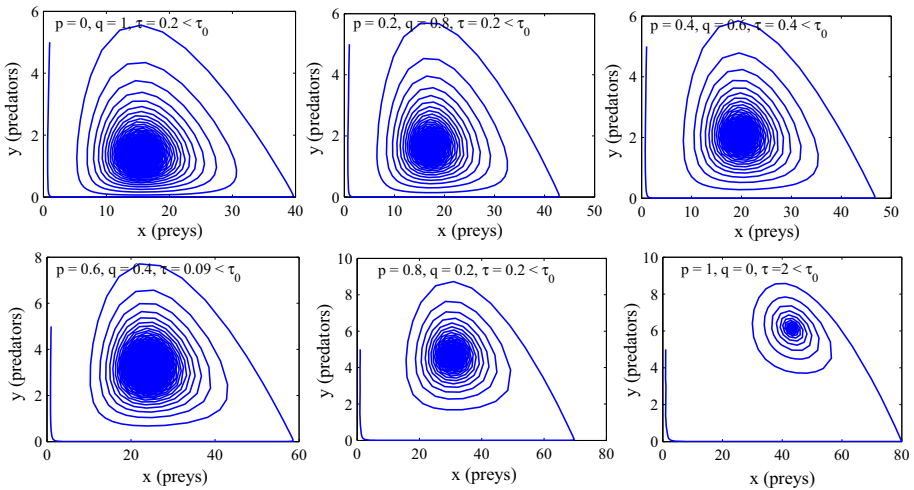 p = 0, q = 1, τ = 0.2 < τ0
y (predators)
6
4
2
0
0 10 20 30 40
x (preys)
p = 0.2, q = 0.8, τ = 0.2 < τ0
y (predators)
6
4
2
0
0 10 20 30 40 50
x (preys)
p = 0.4, q = 0.6, τ = 0.4 < τ0
y (predators)
6
4
2
0
0 10 20 30 40 50
x (preys)
p = 0.6, q = 0.4, τ = 0.09 < τ0
y (predators)
8
6
4
2
0
0 20 40 60
x (preys)
p = 0.8, q = 0.2, τ = 0.2 < τ0
y (predators)
10
8
6
4
2
0
0 20 40 60 80
x (preys)
p = 1, q = 0, τ =2 < τ0
y (predators)
10
8
6
4
2
0
0 20 40 60 80
x (preys)